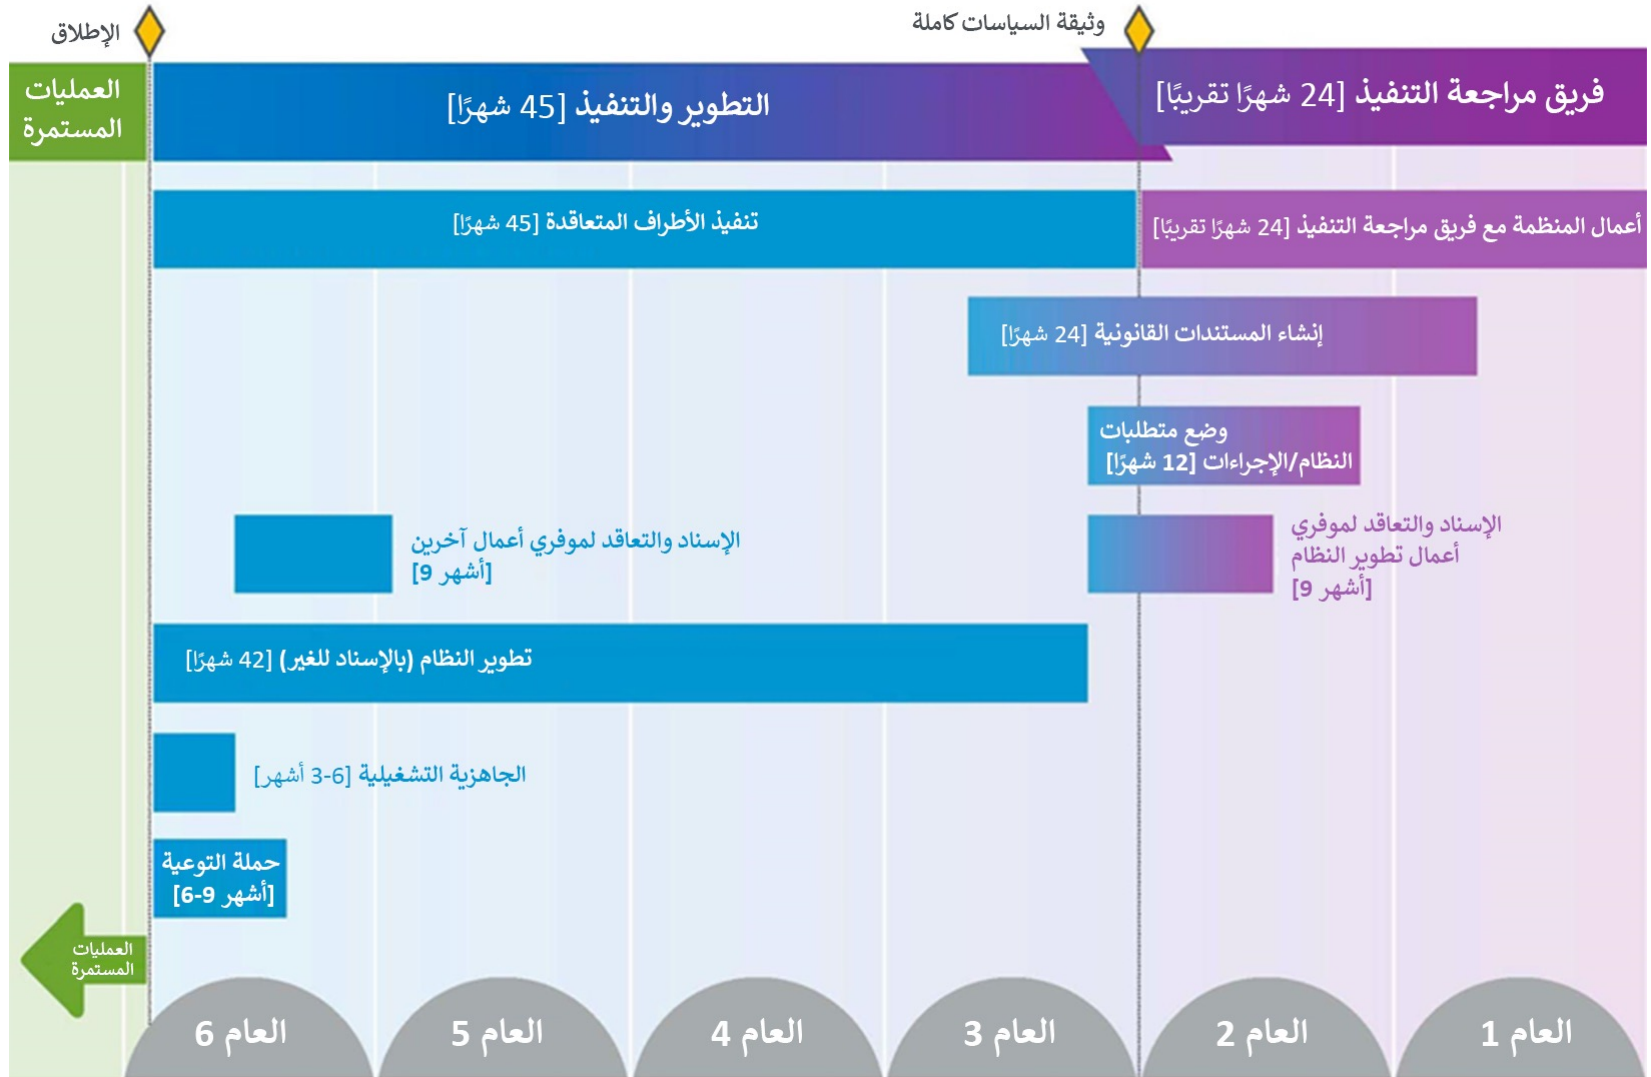 وثيقة السياسات كاملة
الإطلاق
فريق مراجعة التنفيذ [24 شهرًا تقريبًا]
التطوير والتنفيذ [45 شهرًا]
العمليات
المستمرة
أعمال المنظمة مع فريق مراجعة التنفيذ [24 شهرًا تقريبًا]
تنفيذ الأطراف المتعاقدة [45 شهرًا]
إنشاء المستندات القانونية [24 شهرًا]
وضع متطلبات
النظام/الإجراءات [12 شهرًا]
الإسناد والتعاقد لموفري
أعمال تطوير النظام
[9 أشهر]
الإسناد والتعاقد لموفري أعمال آخرين
[9 أشهر]
تطوير النظام (بالإسناد للغير) [42 شهرًا]
الجاهزية التشغيلية [3-6 أشهر]
حملة التوعية
[6-9 أشهر]
العمليات
المستمرة
العام 1
العام 2
العام 3
العام 4
العام 5
العام 6